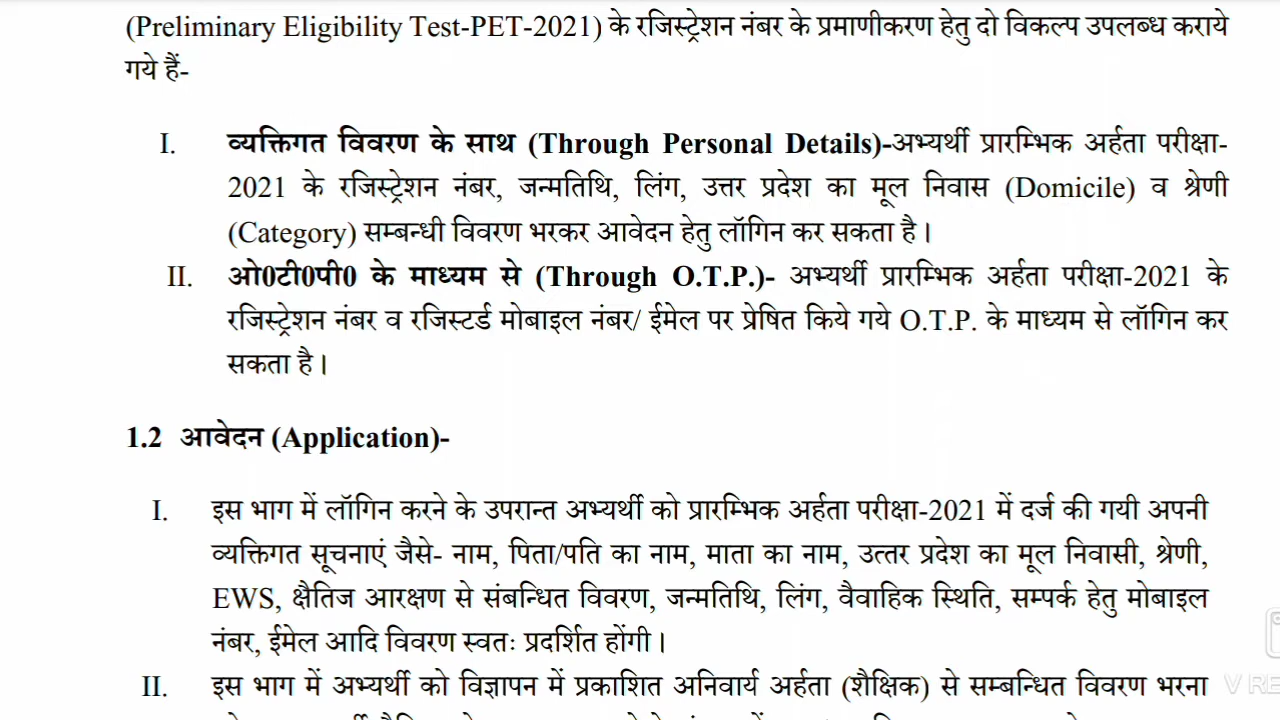 (Preliminary Eligibility Test-PET-2021) के रजिस्ट्रेशन नंबर के प्रमाणीकरण हेतु दो विकल्प उपलब्ध कराये
गये हैं-
I. व्यक्तिगत विवरण के साथ (Through Personal Details)-अभ्यर्थी प्रारम्भिक अर्हता परीक्षा-
2021 के रजिस्ट्रेशन नंबर, जन्मतिथि, लिंग, उत्तर प्रदेश का मूल निवास (Domicile) व श्रेणी
(Category) सम्बन्धी विवरण भरकर आवेदन हेतु लॉगिन कर सकता है।
II. ओ0टी0पी0 के माध्यम से (Through O.T.P.)- अभ्यर्थी प्रारम्भिक अर्हता परीक्षा-2021 के
रजिस्ट्रेशन नंबर व रजिस्टर्ड मोबाइल नंबर/ ईमेल पर प्रेषित किये गये O.T.P. के माध्यम से लॉगिन कर
सकता है।
1.2 आवेदन (Application)-
I. इस भाग में लॉगिन करने के उपरान्त अभ्यर्थी को प्रारम्भिक अर्हता परीक्षा-2021 में दर्ज की गयी अपनी
व्यक्तिगत सूचनाएं जैसे- नाम, पिता/पति का नाम, माता का नाम, उत्तर प्रदेश का मूल निवासी, श्रेणी,
EWS, क्षैतिज आरक्षण से संबन्धित विवरण, जन्मतिथि, लिंग, वैवाहिक स्थिति, सम्पर्क हेतु मोबाइल
नंबर, ईमेल आदि विवरण स्वतः प्रदर्शित होंगी।
II. इस भाग में अभ्यर्थी को विज्ञापन में प्रकाशित अनिवार्य अर्हता (शैक्षिक) से सम्बन्धित विवरण भरना